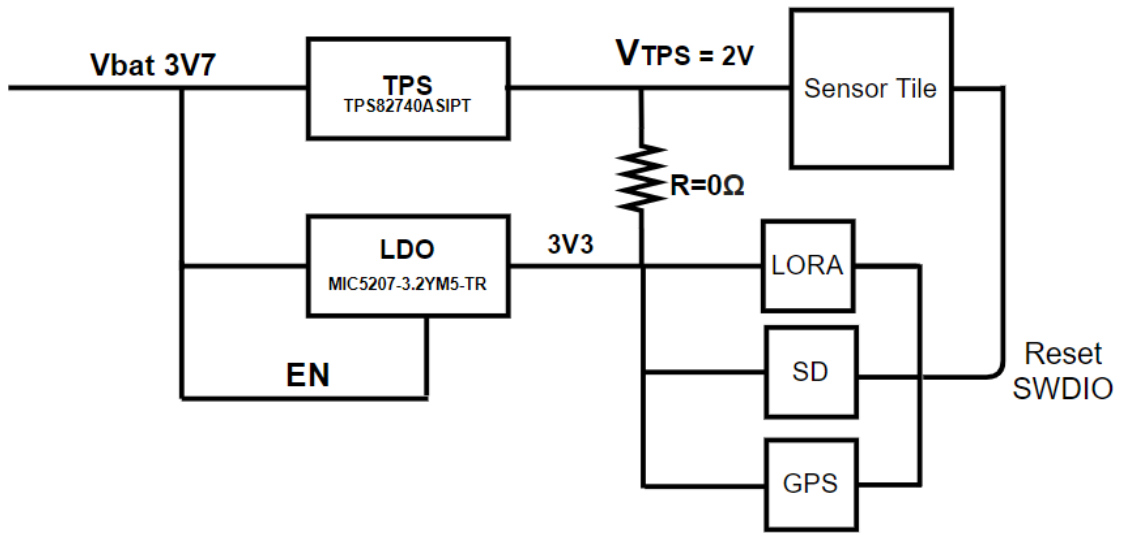 Vbat 3V7
TPS
TPS82740ASIPT
VTPS = 2V
Sensor Tile
R=0Ω
LDO
MIC5207-3.2YM5-TR
3V3
LORA
EN
SD
Reset
SWDIO
GPS